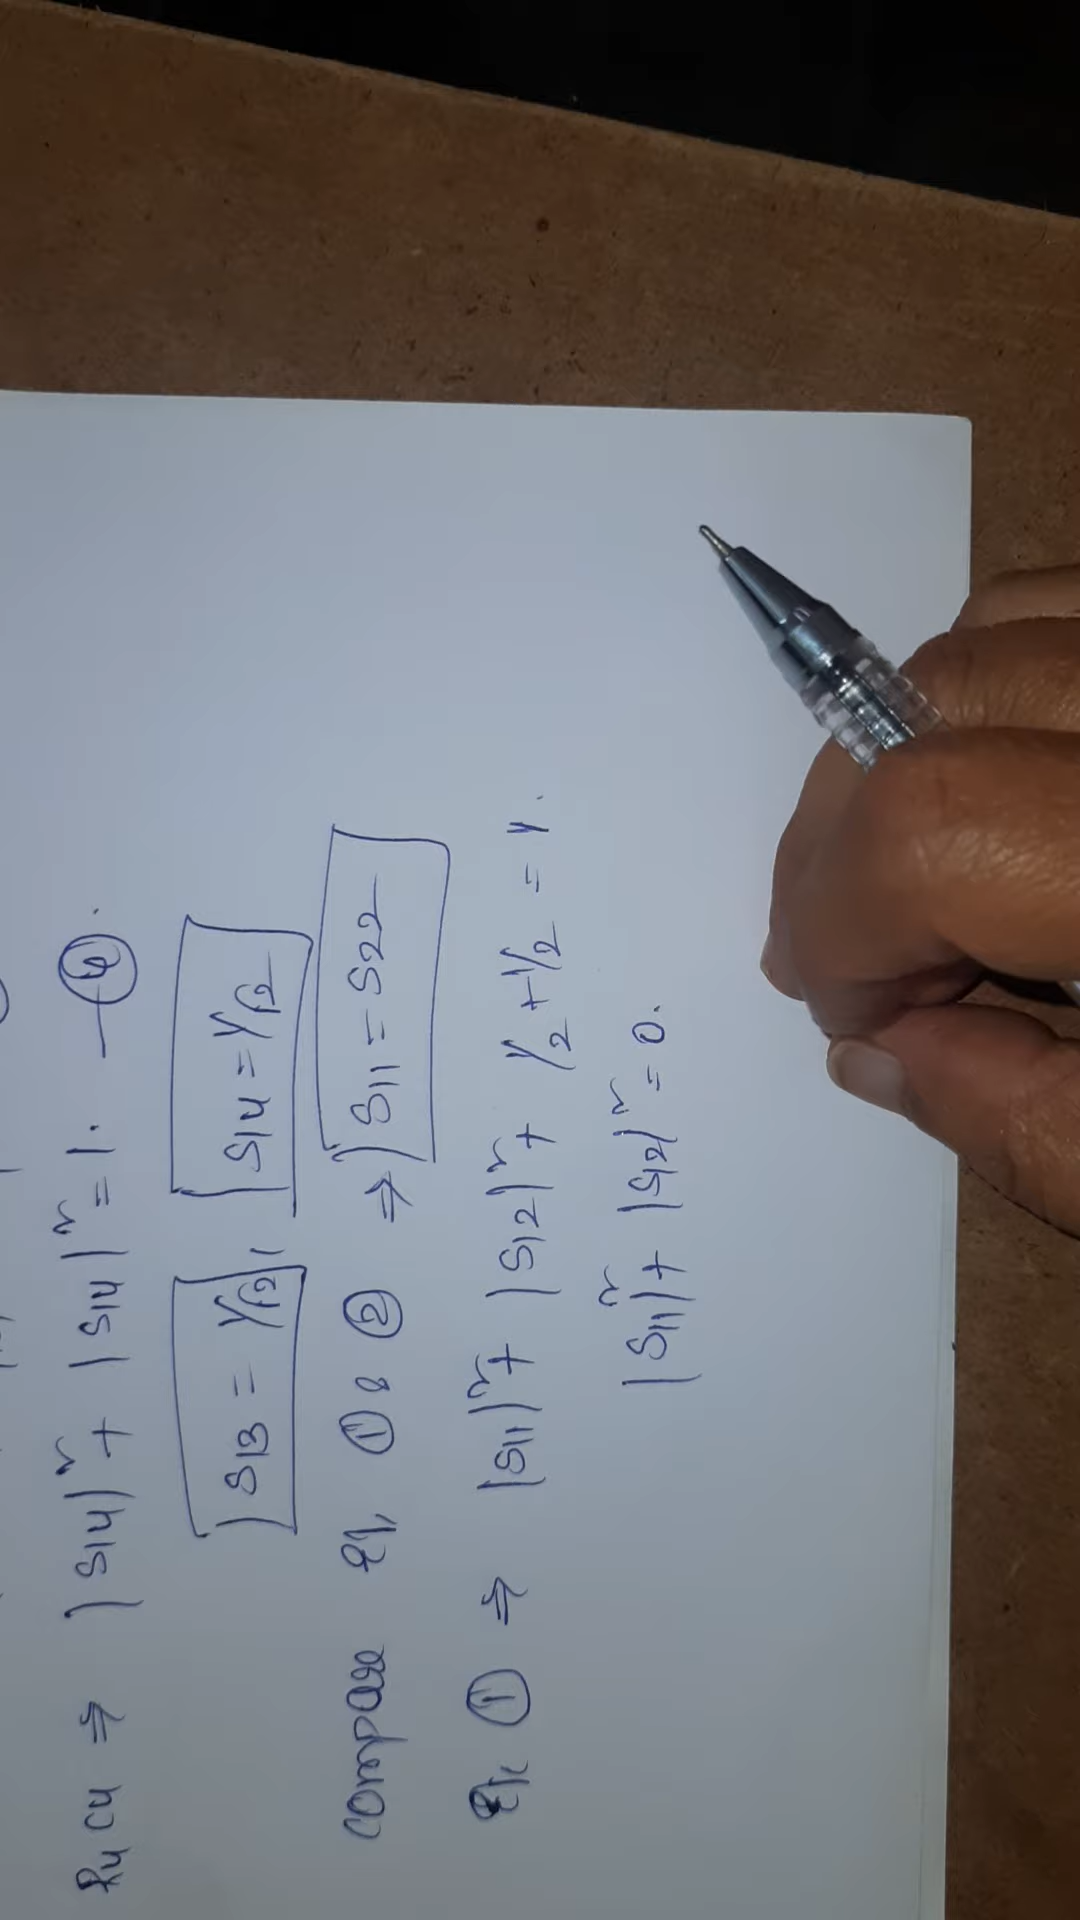 R4 C4 ⇒ |S14|² + |S14|² = 1. — ④.
S13 = 1/√2, S14 = 1/√2
compare Eq ① & ② ⇒ S11 = S22
Eq ① ⇒ |S11|² + |S12|² + 1/2 + 1/2 = 1.
|S11|² + |S12|² = 0.